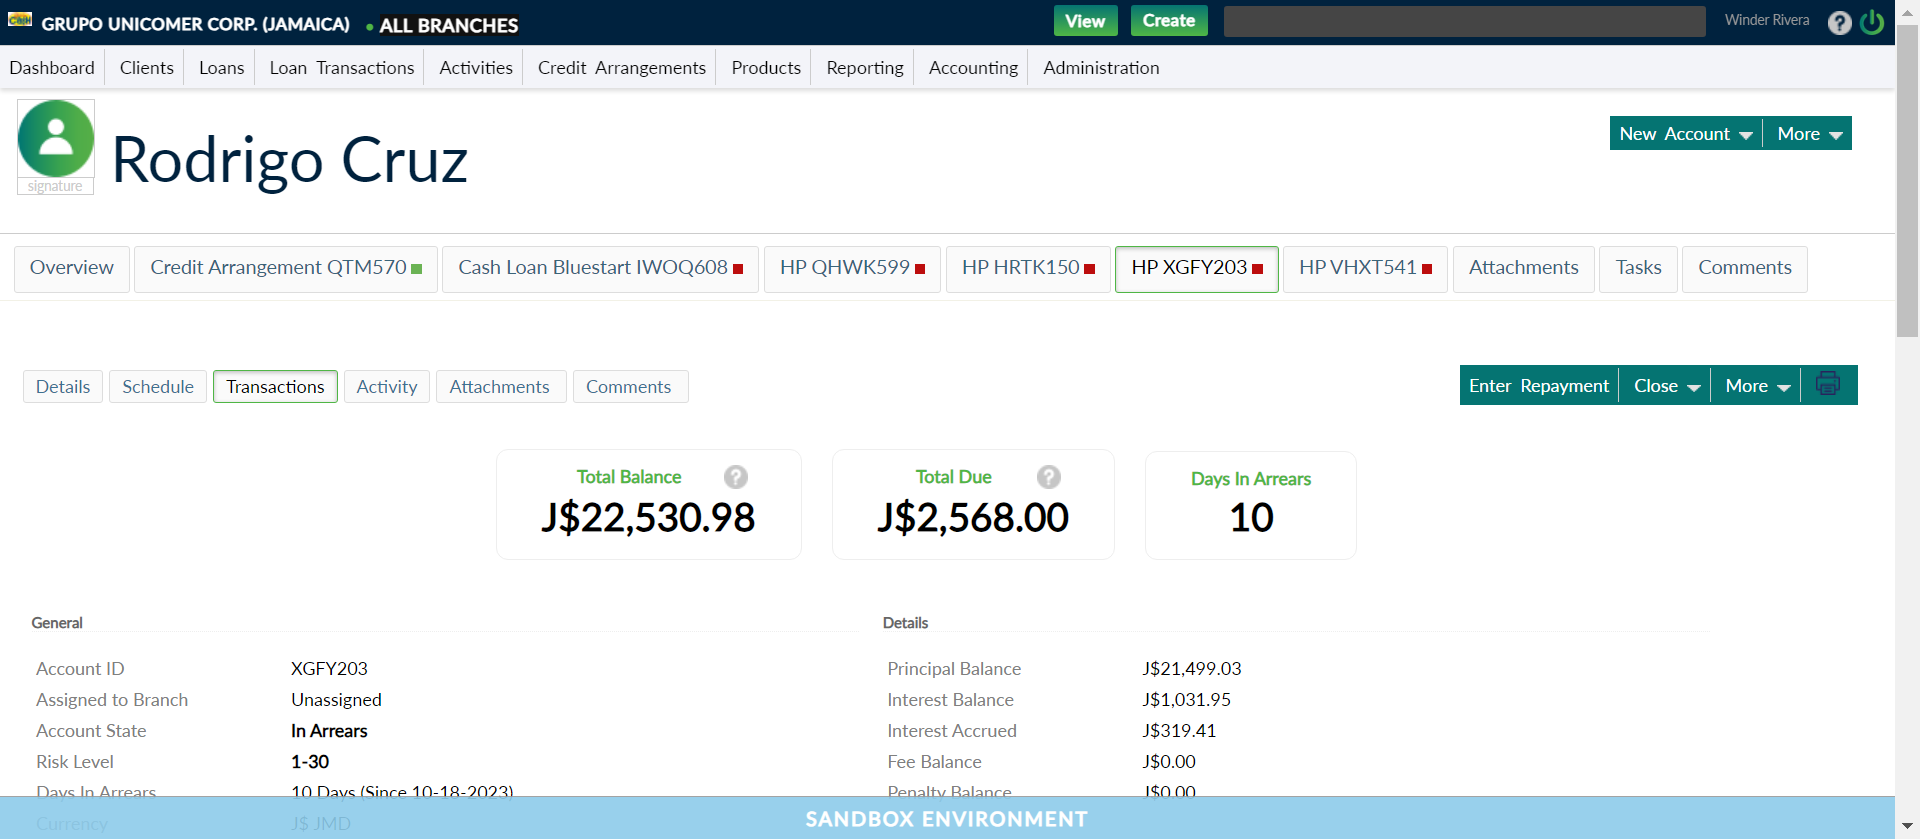 Cash GRUPO UNICOMER CORP. (JAMAICA) • ALL BRANCHES View Create Winder Rivera ?
Dashboard Clients Loans Loan Transactions Activities Credit Arrangements Products Reporting Accounting Administration
signature
Rodrigo Cruz
New Account More
Overview Credit Arrangement QTM570 Cash Loan Bluestart IWOQ608 HP QHWK599 HP HRTK150 HP XGFY203 HP VHXT541 Attachments Tasks Comments
Details Schedule Transactions Activity Attachments Comments Enter Repayment Close More
Total Balance ? Total Due ? Days In Arrears
J$22,530.98 J$2,568.00 10
General Details
Account ID XGFY203 Principal Balance J$21,499.03
Assigned to Branch Unassigned Interest Balance J$1,031.95
Account State In Arrears Interest Accrued J$319.41
Risk Level 1-30 Fee Balance J$0.00
Days In Arrears 10 Days (Since 10-18-2023) Penalty Balance J$0.00
Currency J$ JMD
SANDBOX ENVIRONMENT